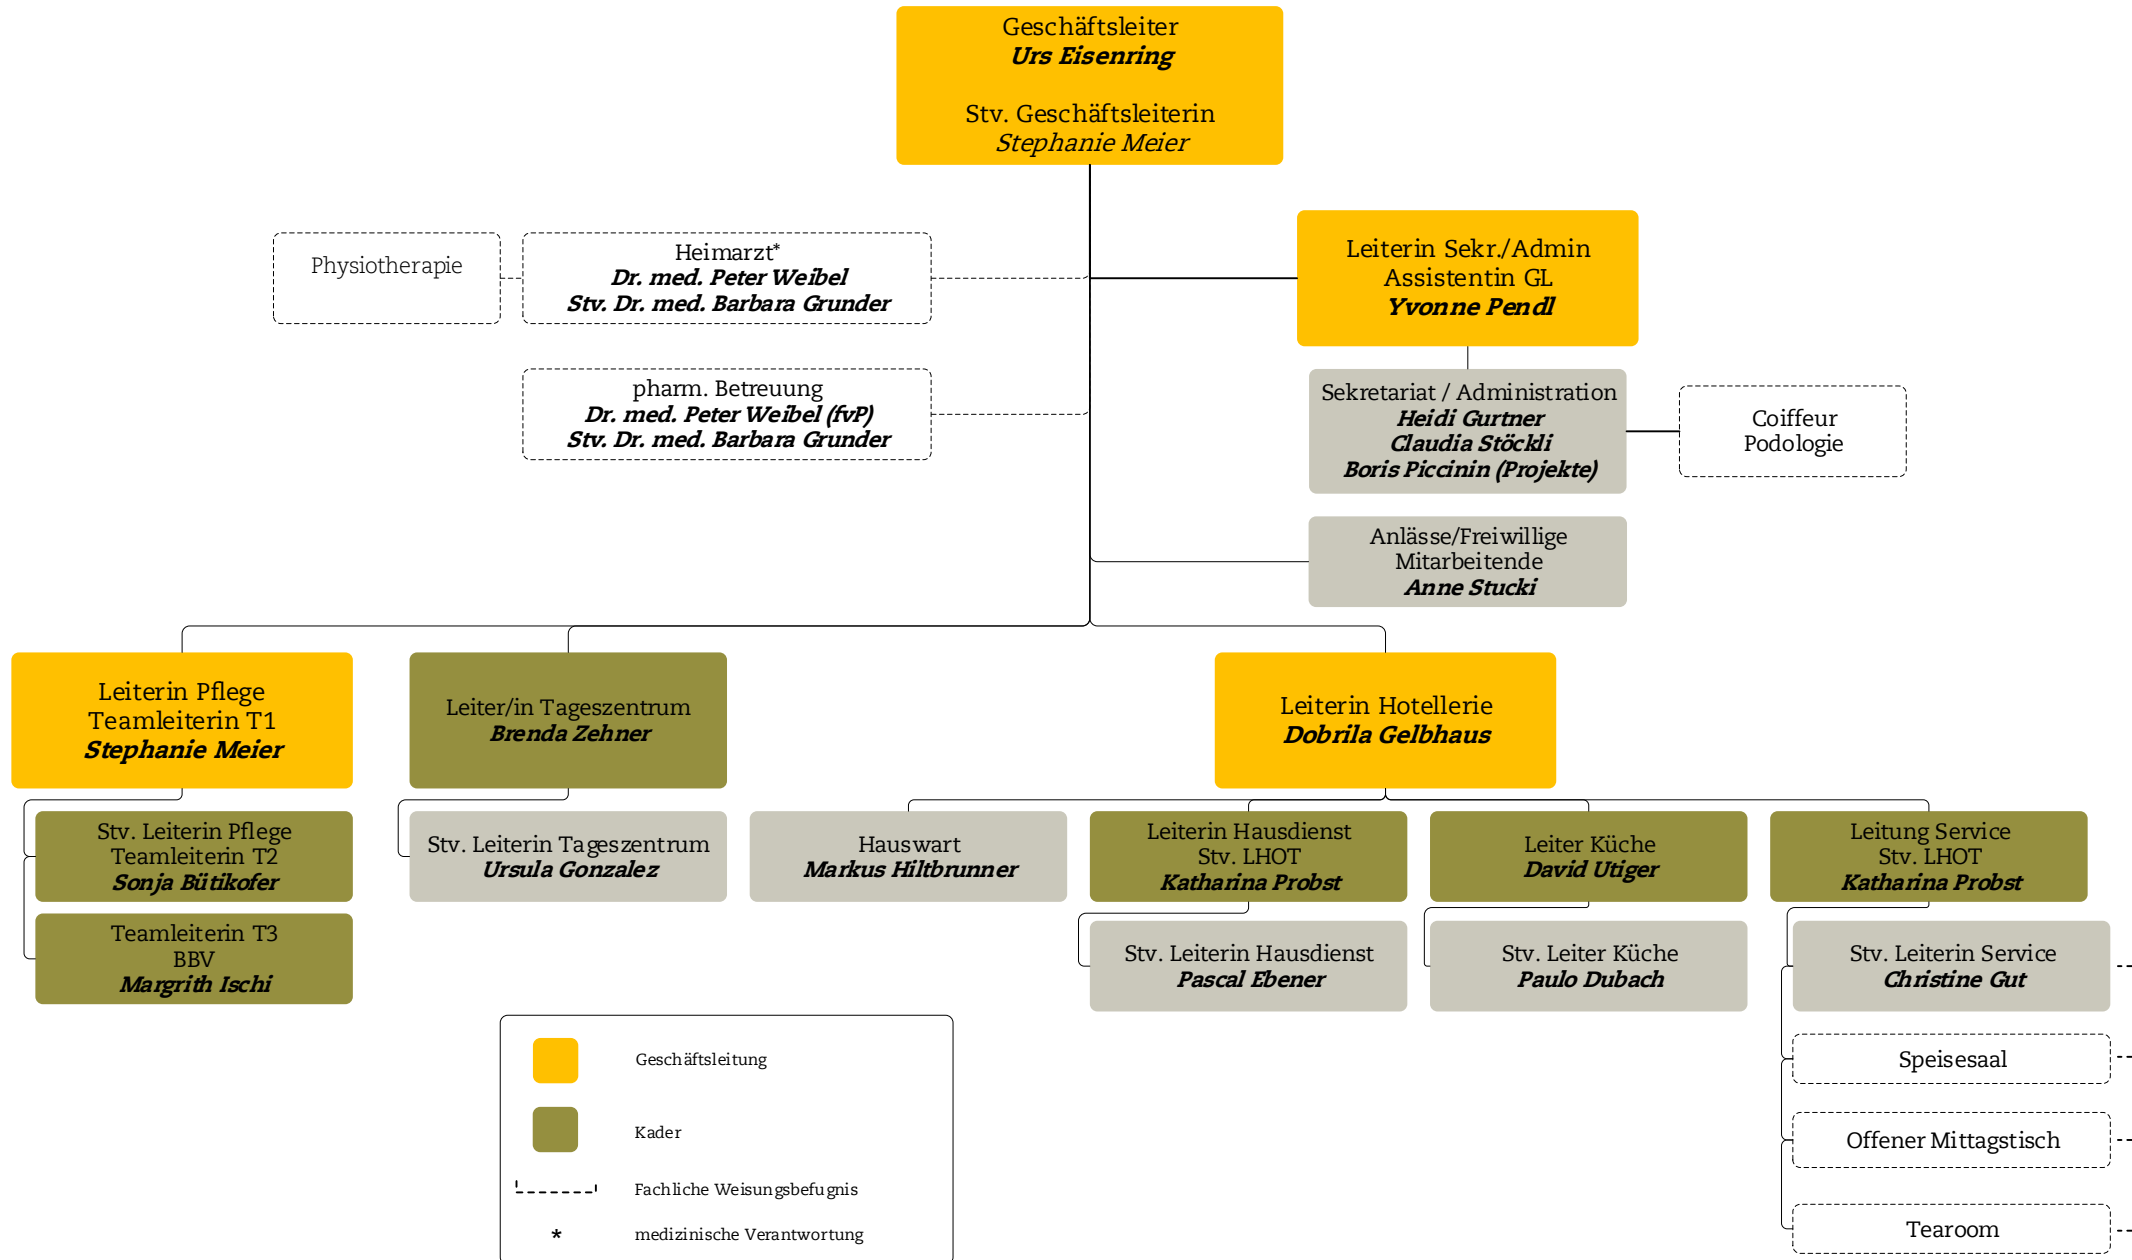 Geschäftsleiter
Urs Eisenring
Stv. Geschäftsleiterin
Stephanie Meier
Physiotherapie
Heimarzt*
Dr. med. Peter Weibel
Stv. Dr. med. Barbara Grunder
Leiterin Sekr./Admin
Assistentin GL
Yvonne Pendl
pharm. Betreuung
Dr. med. Peter Weibel (fvP)
Stv. Dr. med. Barbara Grunder
Sekretariat / Administration
Heidi Gurtner
Claudia Stöckli
Boris Piccinin (Projekte)
Coiffeur
Podologie
Anlässe/Freiwillige
Mitarbeitende
Anne Stucki
Leiterin Pflege
Teamleiterin T1
Stephanie Meier
Leiter/in Tageszentrum
Brenda Zehner
Leiterin Hotellerie
Dobrila Gelbhaus
Stv. Leiterin Pflege
Teamleiterin T2
Sonja Bütikofer
Stv. Leiterin Tageszentrum
Ursula Gonzalez
Hauswart
Markus Hiltbrunner
Leiterin Hausdienst
Stv. LHOT
Katharina Probst
Leiter Küche
David Utiger
Leitung Service
Stv. LHOT
Katharina Probst
Teamleiterin T3
BBV
Margrith Ischi
Stv. Leiterin Hausdienst
Pascal Ebener
Stv. Leiter Küche
Paulo Dubach
Stv. Leiterin Service
Christine Gut
Speisesaal
Offener Mittagstisch
Tearoom
Geschäftsleitung
Kader
Fachliche Weisungsbefugnis
* medizinische Verantwortung